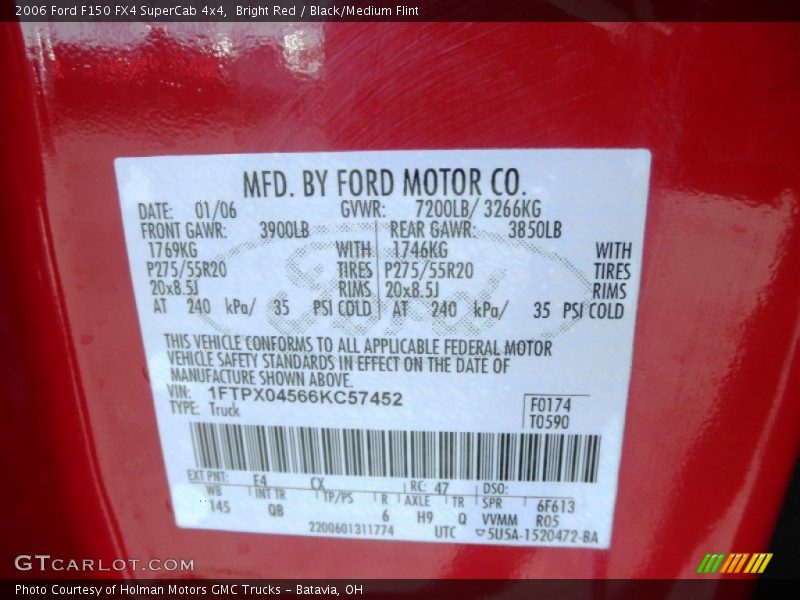 2006 Ford F150 FX4 SuperCab 4x4, Bright Red / Black/Medium Flint
MFD. BY FORD MOTOR CO.
DATE: 01/06 GVWR: 7200LB/ 3266KG
FRONT GAWR: 3900LB REAR GAWR: 3850LB
1769KG WITH 1746KG WITH
P275/55R20 TIRES P275/55R20 TIRES
20x8.5J RIMS 20x8.5J RIMS
AT 240 kPa/ 35 PSI COLD AT 240 kPa/ 35 PSI COLD
THIS VEHICLE CONFORMS TO ALL APPLICABLE FEDERAL MOTOR
VEHICLE SAFETY STANDARDS IN EFFECT ON THE DATE OF
MANUFACTURE SHOWN ABOVE.
VIN: 1FTPX04566KC57452
TYPE: Truck
F0174
T0590
EXT PNT: E4 CX RC: 47 DSO:
WB INT TR TP/PS R AXLE TR SPR 6F613
145 QB 6 H9 Q VVMM R05
2200601311774 UTC ▽5U5A-1520472-BA
GTCARLOT.COM
Photo Courtesy of Holman Motors GMC Trucks - Batavia, OH